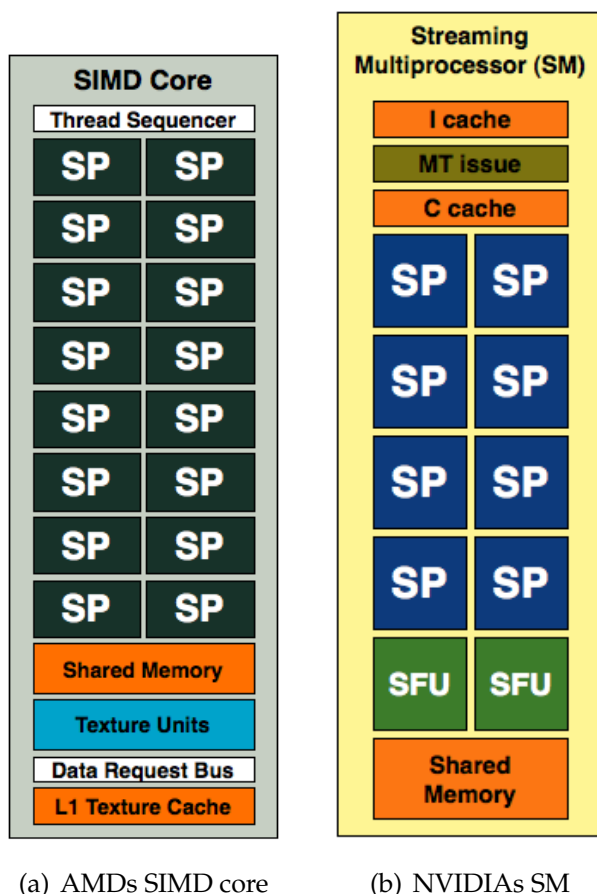 SIMD Core
Thread Sequencer
SP SP
SP SP
SP SP
SP SP
SP SP
SP SP
SP SP
SP SP
Shared Memory
Texture Units
Data Request Bus
L1 Texture Cache
(a) AMDs SIMD core
Streaming
Multiprocessor (SM)
I cache
MT issue
C cache
SP SP
SP SP
SP SP
SP SP
SFU SFU
Shared
Memory
(b) NVIDIAs SM